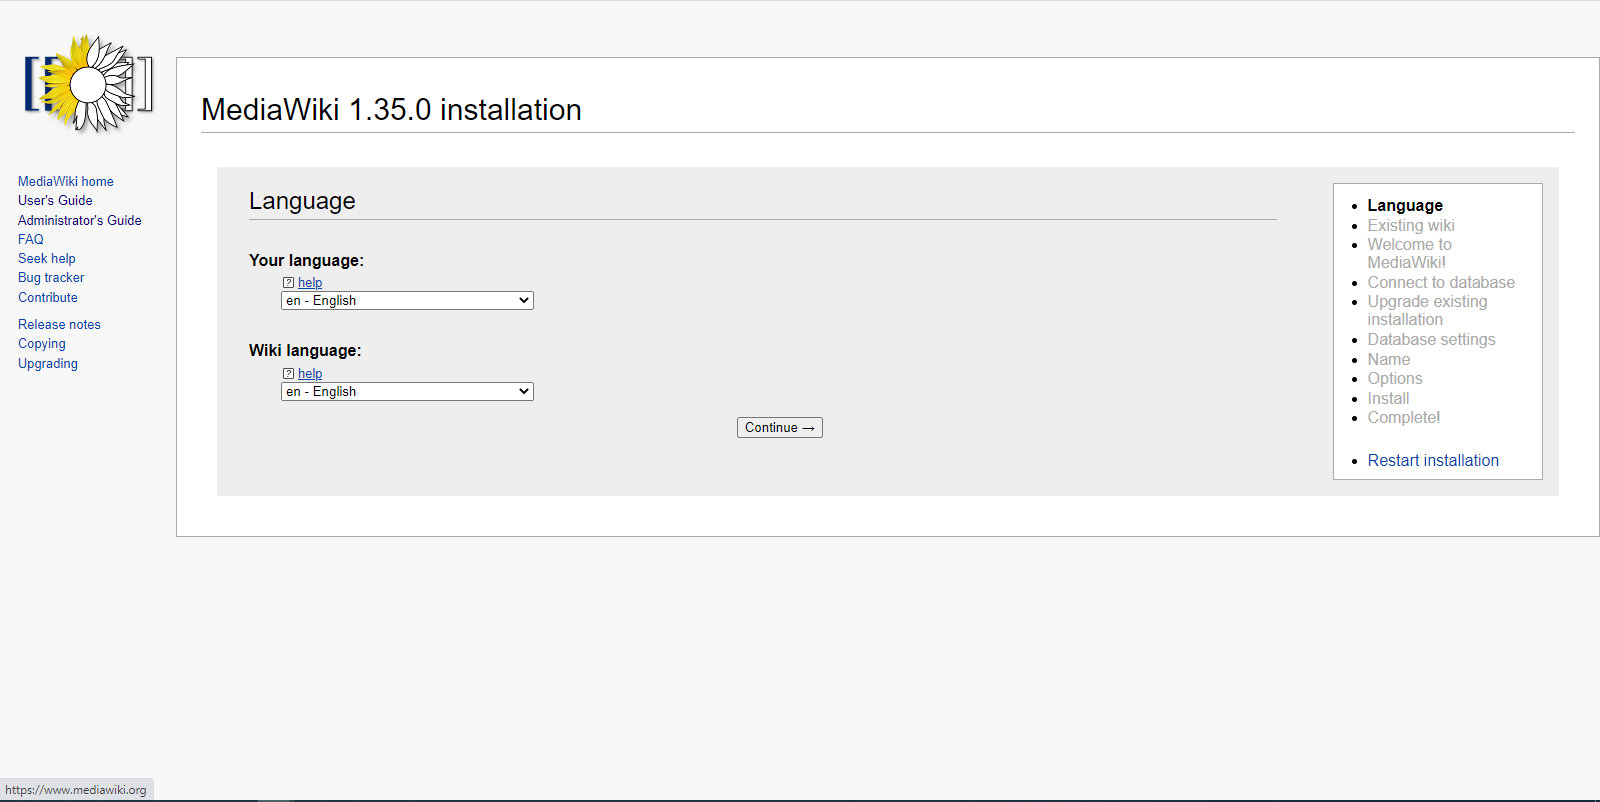 MediaWiki 1.35.0 installation
MediaWiki home
User's Guide
Administrator's Guide
FAQ
Seek help
Bug tracker
Contribute
Release notes
Copying
Upgrading
Language
Your language:
? help
en - English
Wiki language:
? help
en - English
Continue →
Language
Existing wiki
Welcome to
MediaWiki!
Connect to database
Upgrade existing
installation
Database settings
Name
Options
Install
Complete!
Restart installation
https://www.mediawiki.org